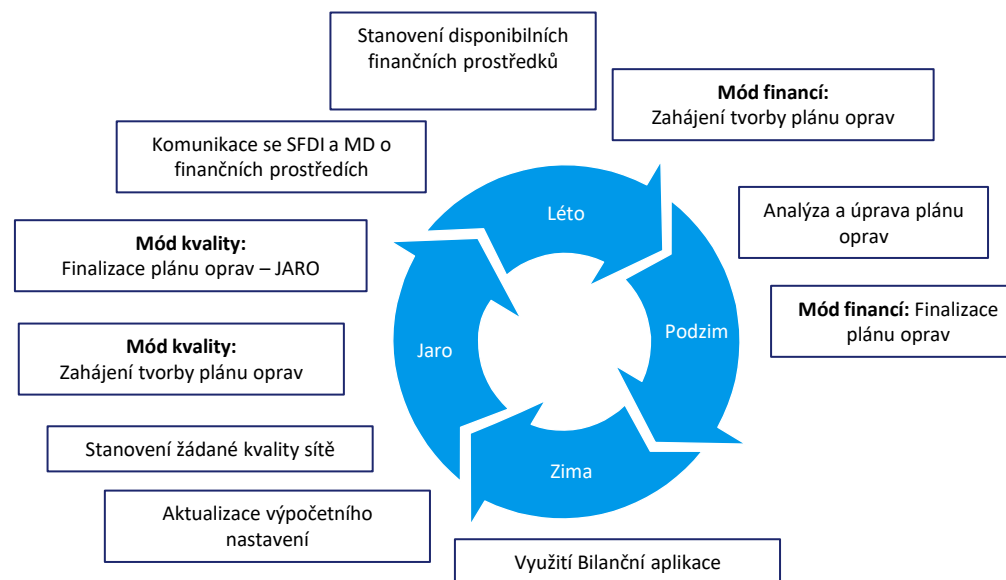 Stanovení disponibilních
finančních prostředků
Mód financí:
Zahájení tvorby plánu oprav
Komunikace se SFDI a MD o
finančních prostředích
Léto
Analýza a úprava plánu
oprav
Mód kvality:
Finalizace plánu oprav – JARO
Mód financí: Finalizace
plánu oprav
Podzim
Jaro
Mód kvality:
Zahájení tvorby plánu oprav
Stanovení žádané kvality sítě
Zima
Aktualizace výpočetního
nastavení
Využití Bilanční aplikace